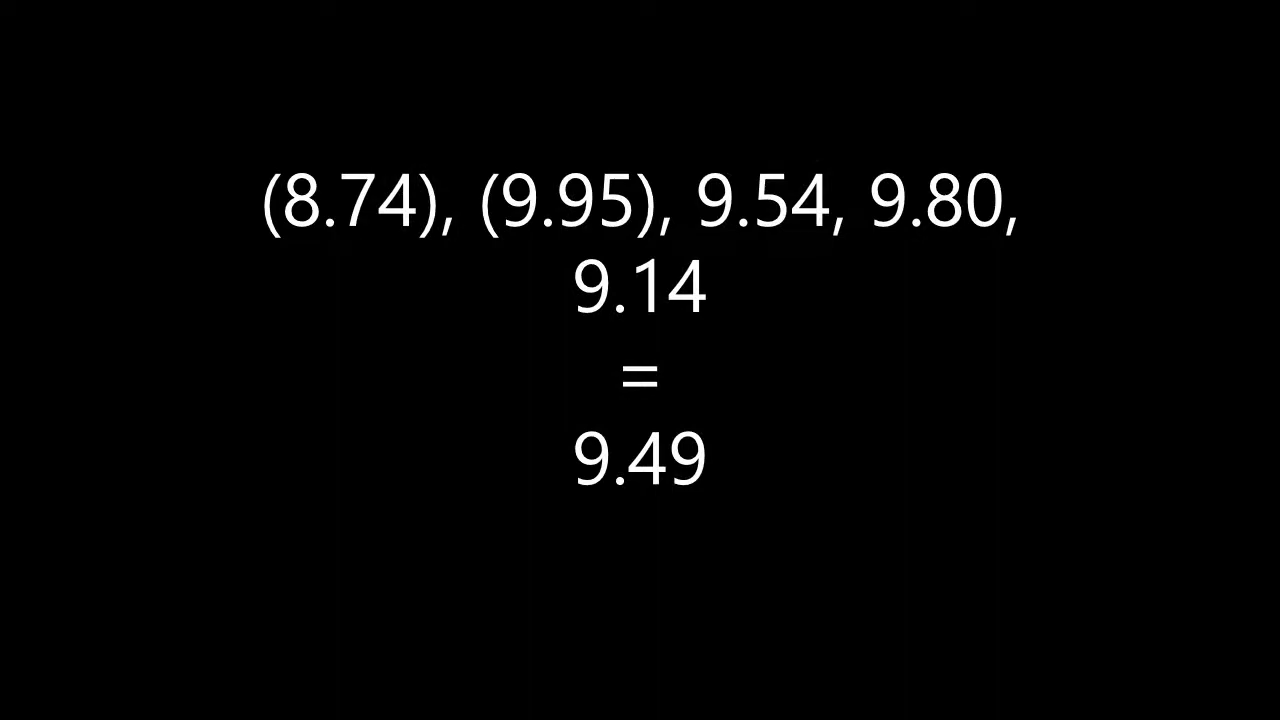 (8.74), (9.95), 9.54, 9.80,
9.14
=
9.49